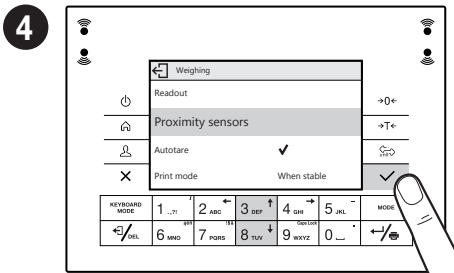 4
Weighing
Readout
→0←
Proximity sensors
→T←
Autotare ✔
Print mode When stable
KEYBOARD MODE 1 .,?! ! 2 ABC ← 3 DEF ↑ 4 GHI → 5 JKL - MODE
/DEL 6 MNO 7 PQRS 8 TUV ↓ 9 WXYZ Caps Lock 0